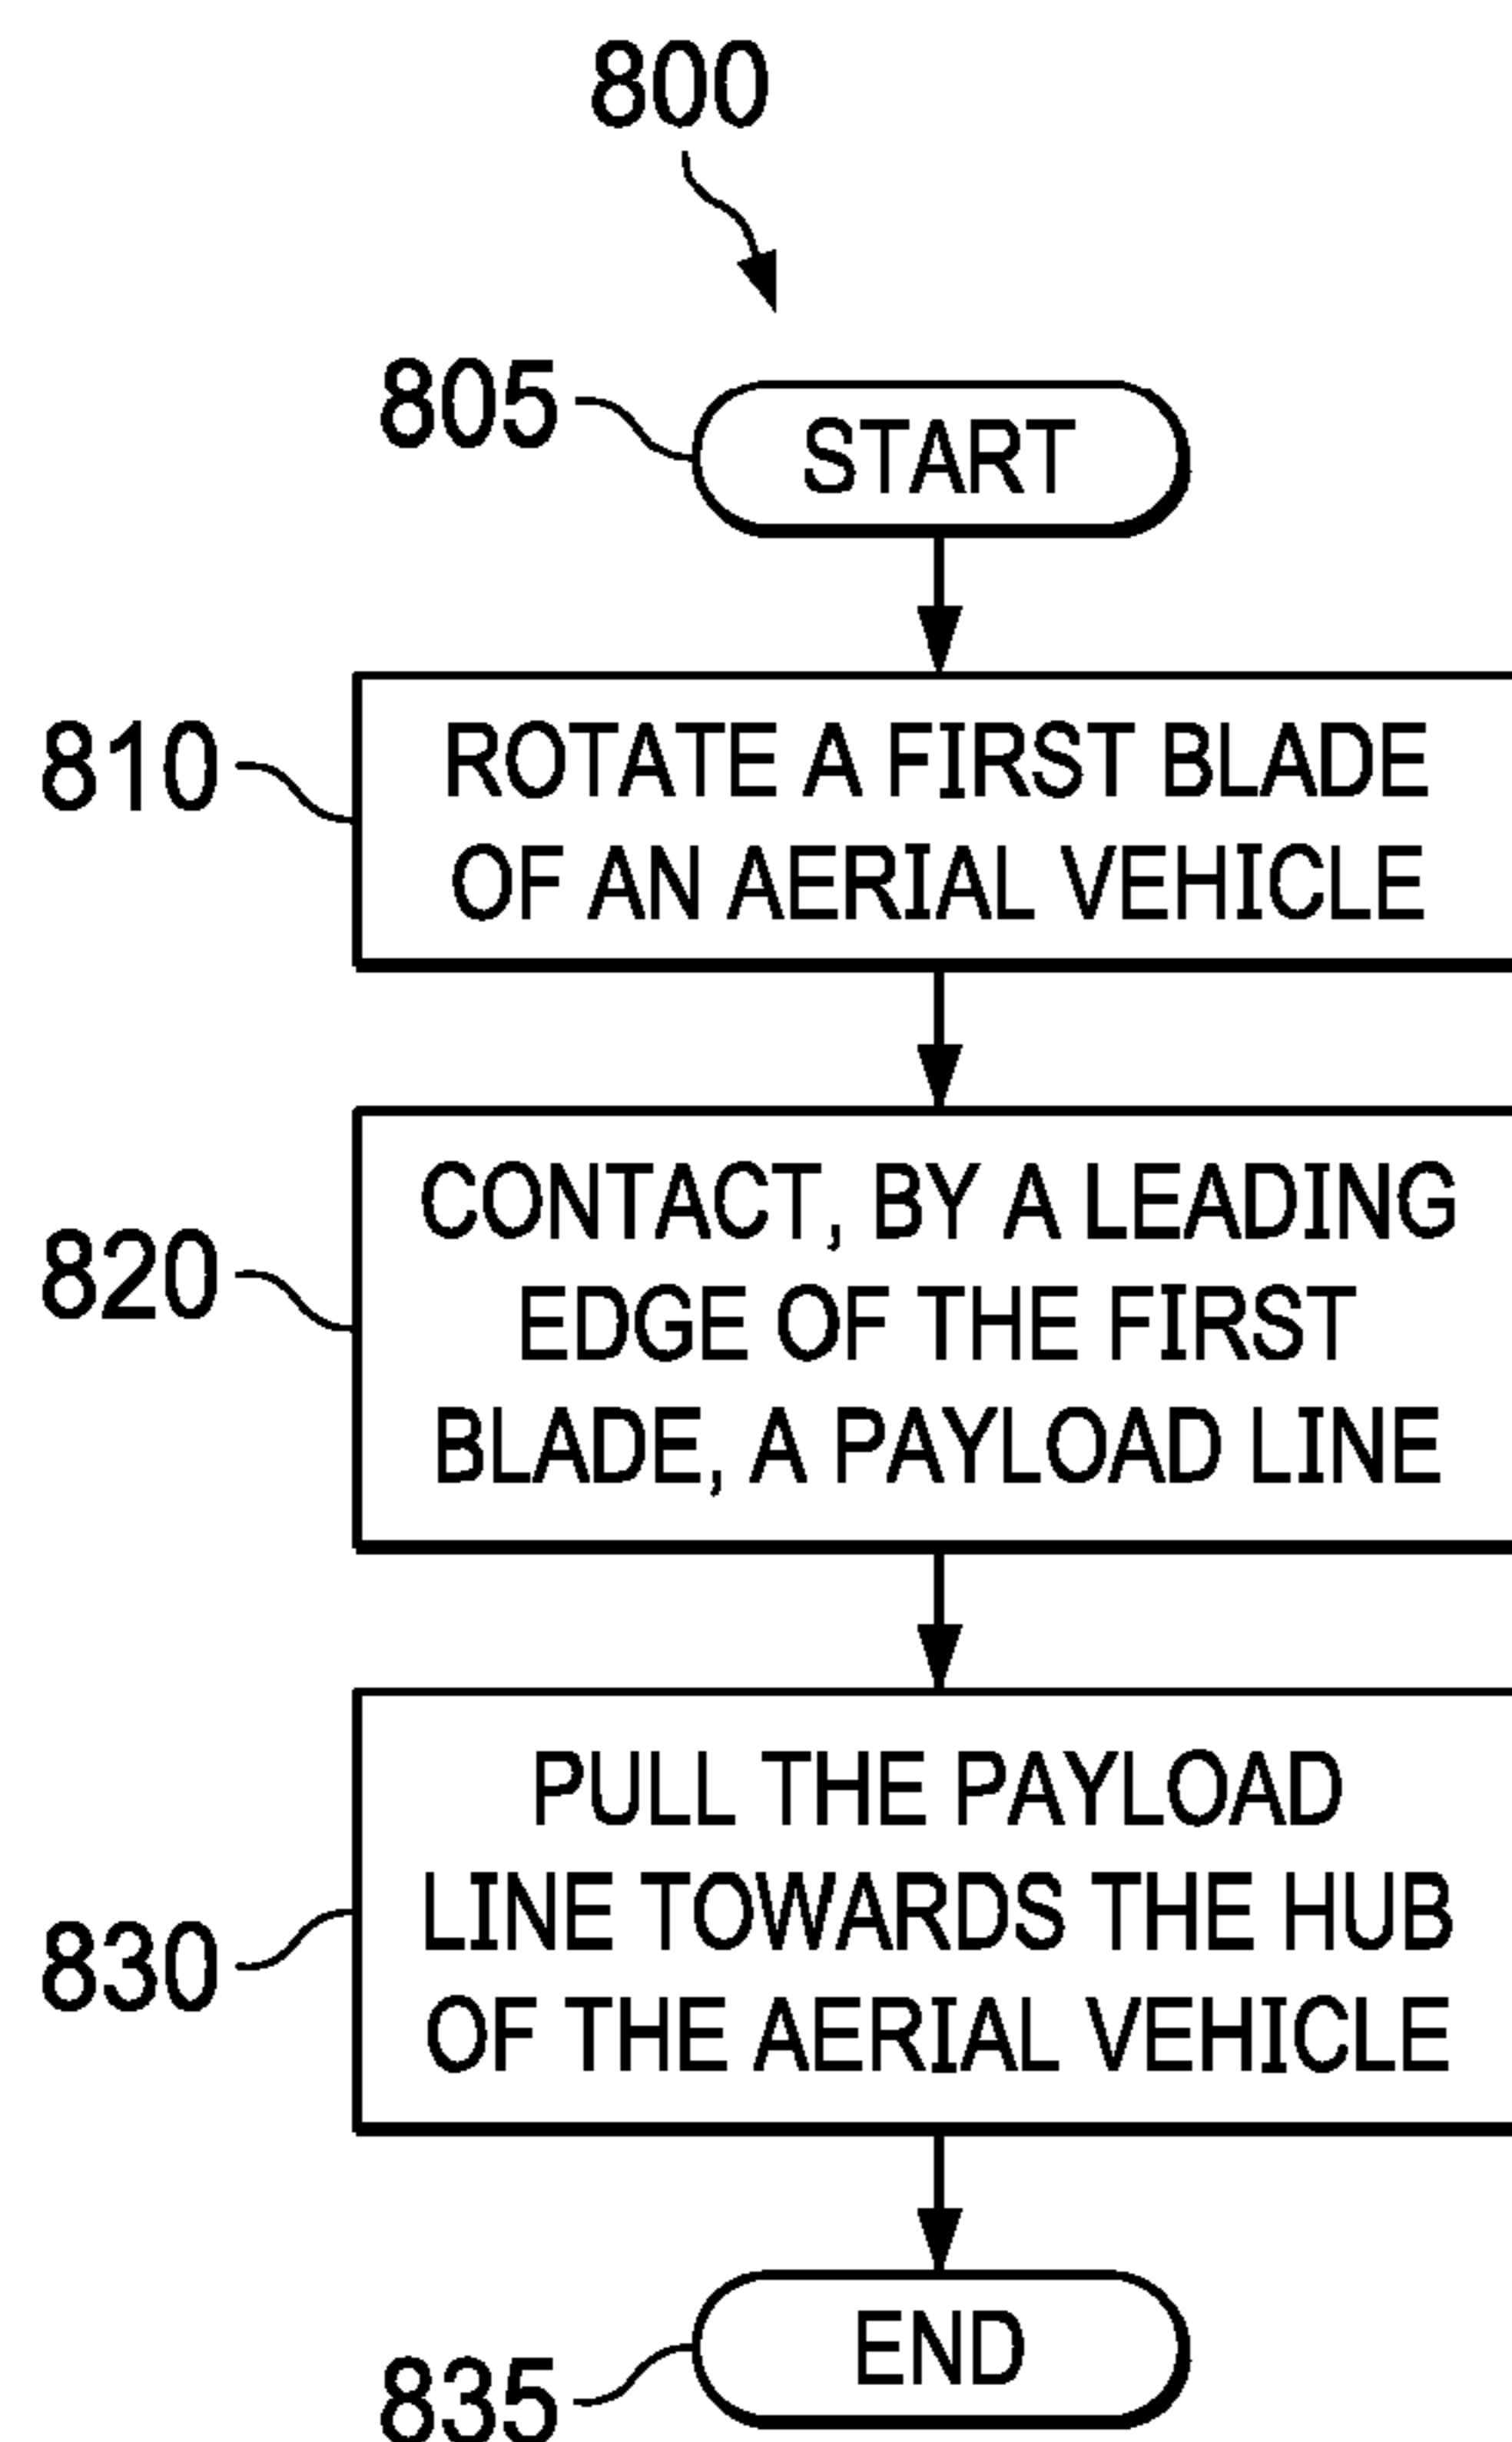 800
805
START
810
ROTATE A FIRST BLADE
OF AN AERIAL VEHICLE
820
CONTACT, BY A LEADING
EDGE OF THE FIRST
BLADE, A PAYLOAD LINE
830
PULL THE PAYLOAD
LINE TOWARDS THE HUB
OF THE AERIAL VEHICLE
835
END